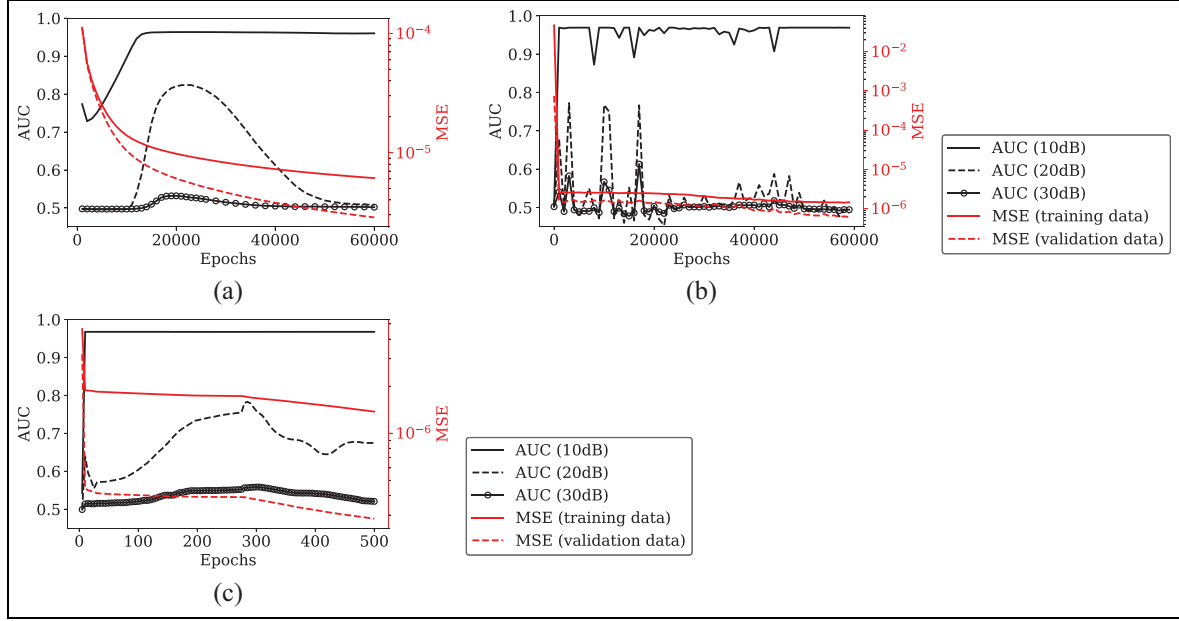 1.0
0.9
0.8
0.7
0.6
0.5
AUC
10⁻⁴
10⁻⁵
MSE
0 20000 40000 60000
Epochs
(a)
1.0
0.9
0.8
0.7
0.6
0.5
AUC
10⁻²
10⁻³
10⁻⁴
10⁻⁵
10⁻⁶
MSE
0 20000 40000 60000
Epochs
(b)
AUC (10dB)
AUC (20dB)
AUC (30dB)
MSE (training data)
MSE (validation data)
1.0
0.9
0.8
0.7
0.6
0.5
AUC
10⁻⁶
MSE
0 100 200 300 400 500
Epochs
(c)
AUC (10dB)
AUC (20dB)
AUC (30dB)
MSE (training data)
MSE (validation data)